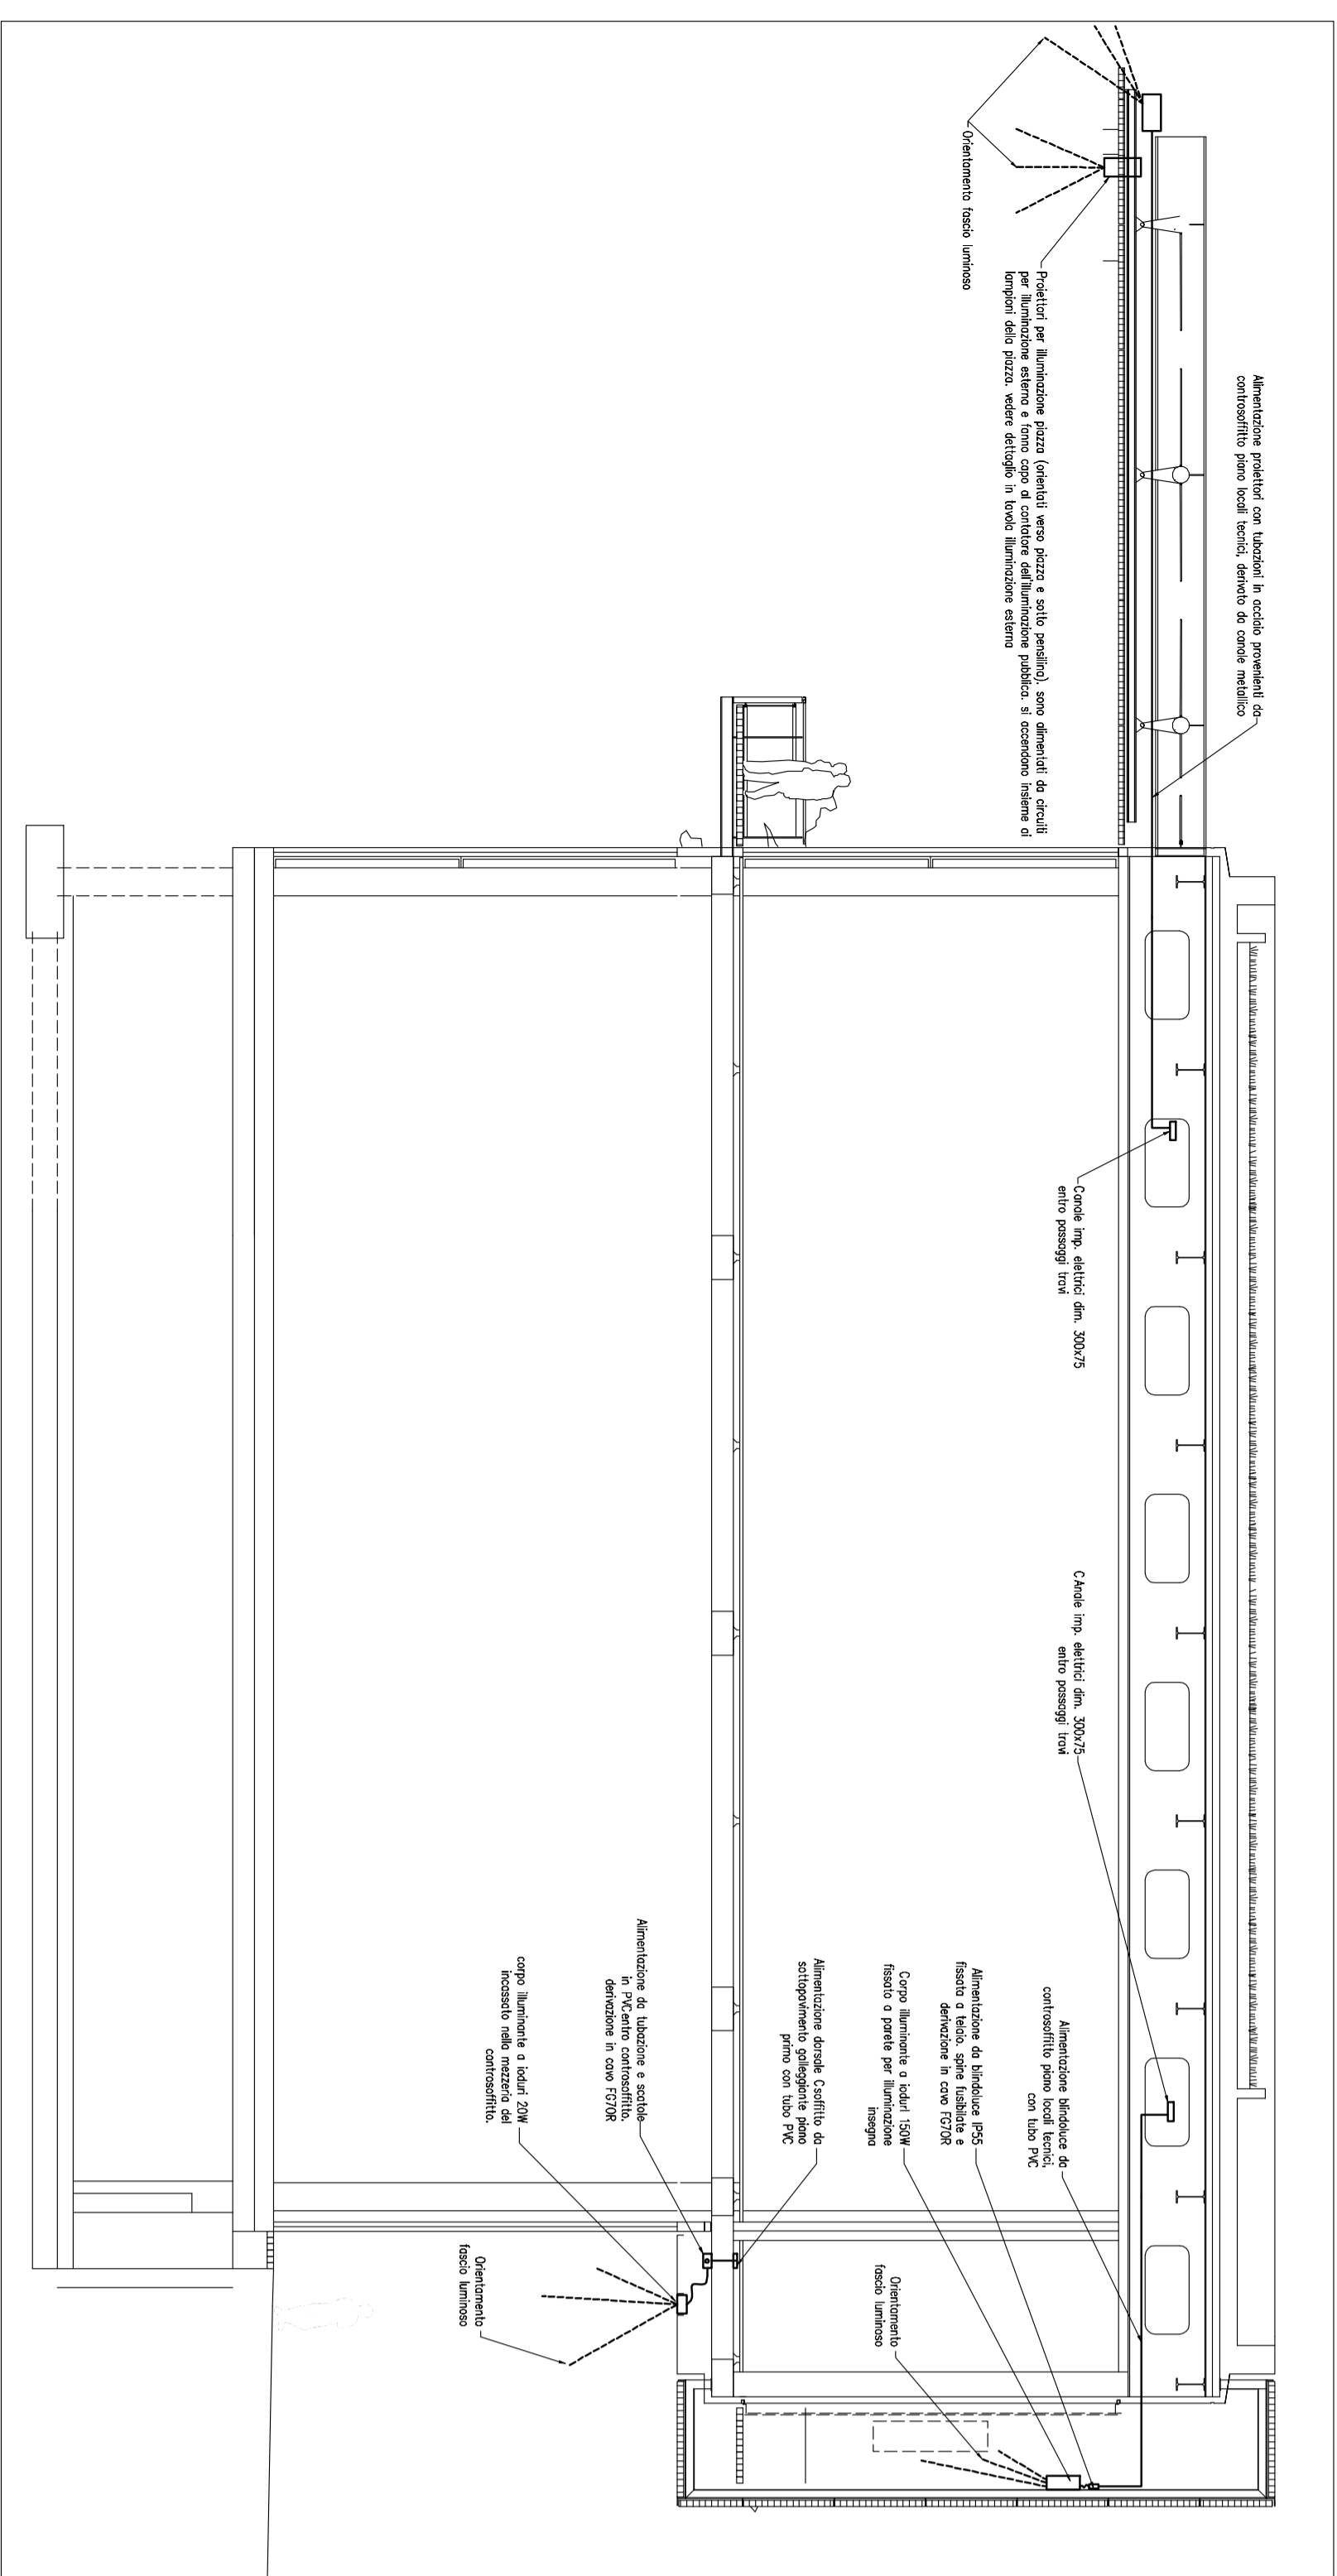 Alimentazione proiettori con tubazioni in acciaio provenienti da
controsoffitto piano locali tecnici, derivato da canale metallico
Orientamento fascio luminoso
Proiettori per illuminazione piazza (orientati verso piazza e sotto pensilina). sono alimentati da circuiti
per illuminazione esterna e fanno capo al contatore dell'illuminazione pubblica. si accendono insieme ai
lampioni della piazza. vedere dettaglio in tavola illuminazione esterna
Canale imp. elettrici dim. 300x75
entro passaggi travi
CAnale imp. elettrici dim. 300x75
entro passaggi travi
Alimentazione blindoluce da
controsoffitto piano locali tecnici,
con tubo PVC
Alimentazione da blindoluce IP55
fissata a telaio. spine fusibilate e
derivazione in cavo FG7OR
Corpo illuminante a ioduri 150W
fissato a parete per illuminazione
insegna
Orientamento
fascio luminoso
Alimentazione dorsale Csoffitto da
sottopavimento galleggiante piano
primo con tubo PVC
Alimentazione da tubazione e scatole
in PVCentro controsoffitto.
derivazione in cavo FG7OR
corpo illuminante a ioduri 20W
incassato nella mezzeria del
controsoffitto.
Orientamento
fascio luminoso